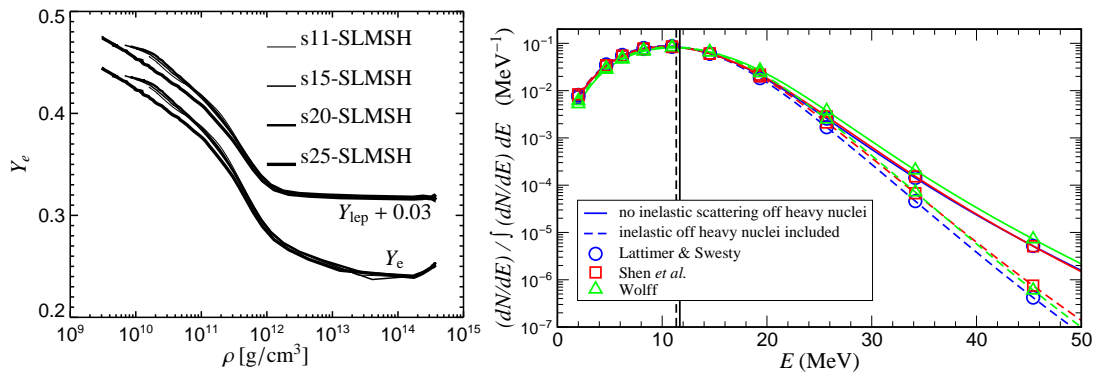 0.5
0.4
0.3
0.2
Y_e
s11-SLMSH
s15-SLMSH
s20-SLMSH
s25-SLMSH
Y_lep + 0.03
Y_e
10^9 10^10 10^11 10^12 10^13 10^14 10^15
ρ [g/cm^3]
(dN/dE) / ∫ (dN/dE) dE (MeV^−1)
10^-1
10^-2
10^-3
10^-4
10^-5
10^-6
10^-7
no inelastic scattering off heavy nuclei
inelastic off heavy nuclei included
Lattimer & Swesty
Shen et al.
Wolff
0 10 20 30 40 50
E (MeV)